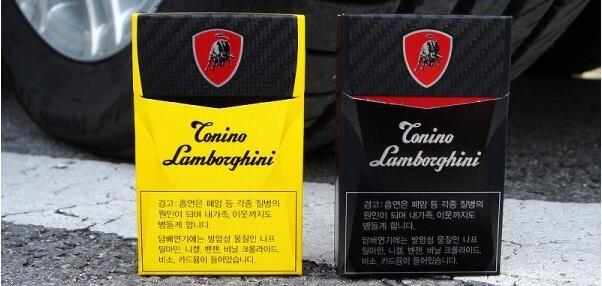 Tonino
Lamborghini
경고: 흡연은 폐암 등 각종 질병의
원인이 되며 내가족, 이웃까지도
병들게 합니다.
담배연기에는 발암성 물질인 나프
틸아민, 니켈, 벤젠, 비닐 크롤라이드,
비소, 카드뮴이 들어있습니다.
Tonino
Lamborghini
경고: 흡연은 폐암 등 각종 질병의
원인이 되며 내가족, 이웃까지도
병들게 합니다.
담배연기에는 발암성 물질인 나프
틸아민, 니켈, 벤젠, 비닐 크롤라이드,
비소, 카드뮴이 들어있습니다.